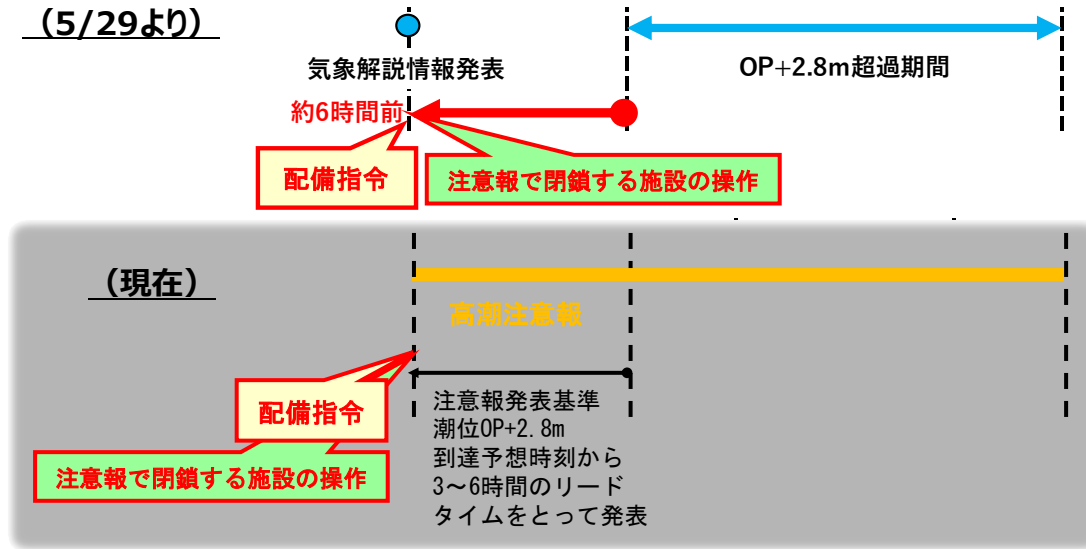 （5/29より）
気象解説情報発表
OP+2.8m超過期間
約6時間前
配備指令
注意報で閉鎖する施設の操作
（現在）
高潮注意報
配備指令
注意報で閉鎖する施設の操作
注意報発表基準
潮位OP+2.8m
到達予想時刻から
3～6時間のリード
タイムをとって発表